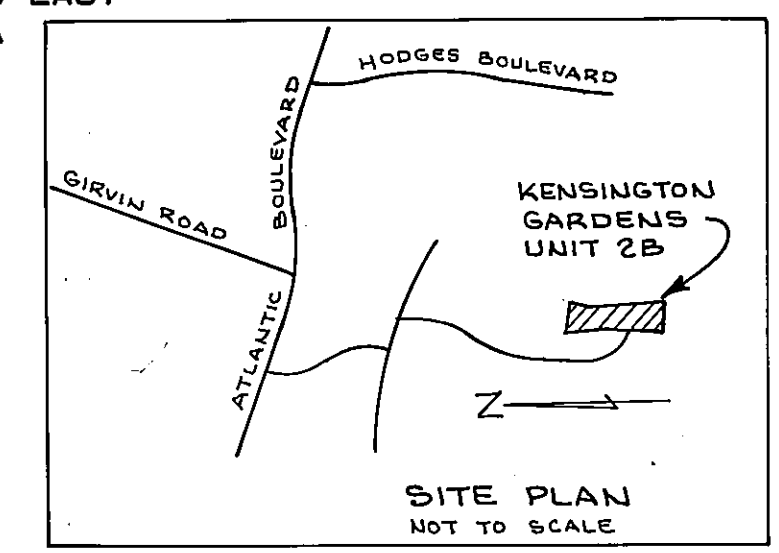 EAST
HODGES BOULEVARD
ATLANTIC BOULEVARD
GIRVIN ROAD
KENSINGTON
GARDENS
UNIT 2B
Z
SITE PLAN
NOT TO SCALE